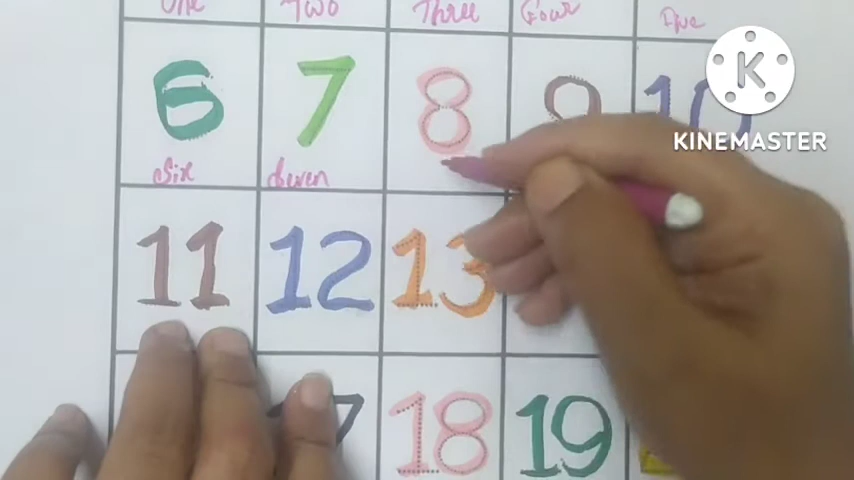 One Two Three Four Five
6 7 8 9 10
Six Seven
11 12 13
18 19
K
KINEMASTER